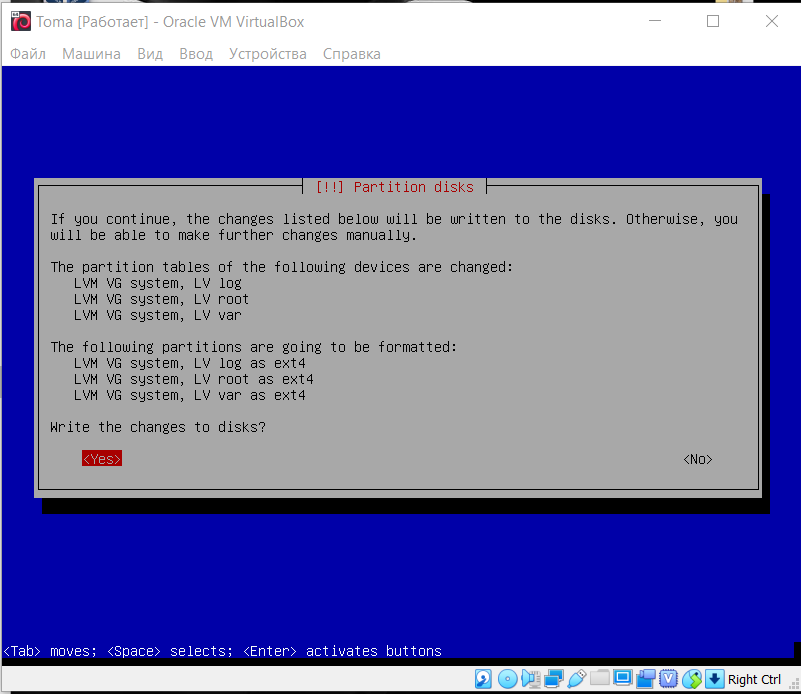 Toma [Работает] - Oracle VM VirtualBox
Файл Машина Вид Ввод Устройства Справка
[!!] Partition disks
If you continue, the changes listed below will be written to the disks. Otherwise, you
will be able to make further changes manually.
The partition tables of the following devices are changed:
LVM VG system, LV log
LVM VG system, LV root
LVM VG system, LV var
The following partitions are going to be formatted:
LVM VG system, LV log as ext4
LVM VG system, LV root as ext4
LVM VG system, LV var as ext4
Write the changes to disks?
<Yes> <No>
<Tab> moves; <Space> selects; <Enter> activates buttons
Right Ctrl